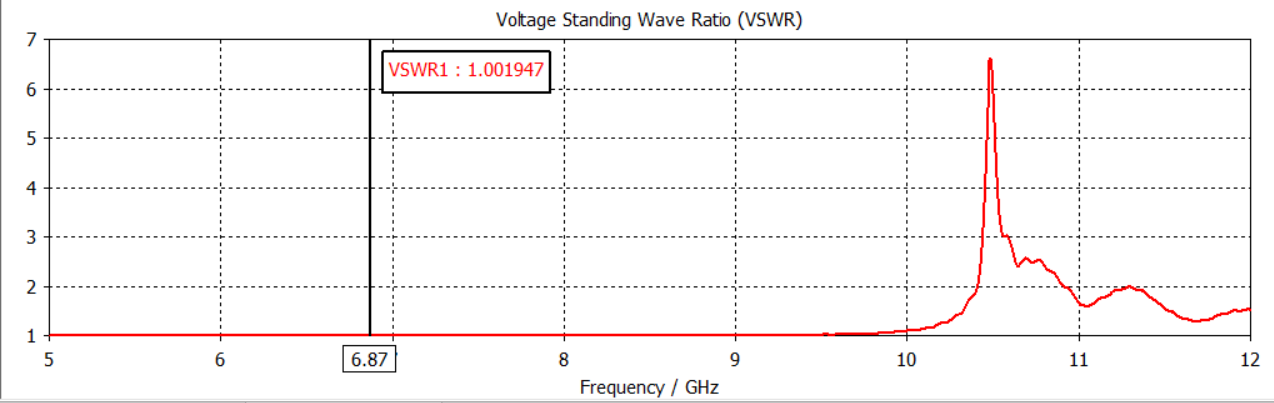 Voltage Standing Wave Ratio (VSWR)
7
VSWR1 : 1.001947
6
5
4
3
2
1
5 6 6.87 8 9 10 11 12
Frequency / GHz